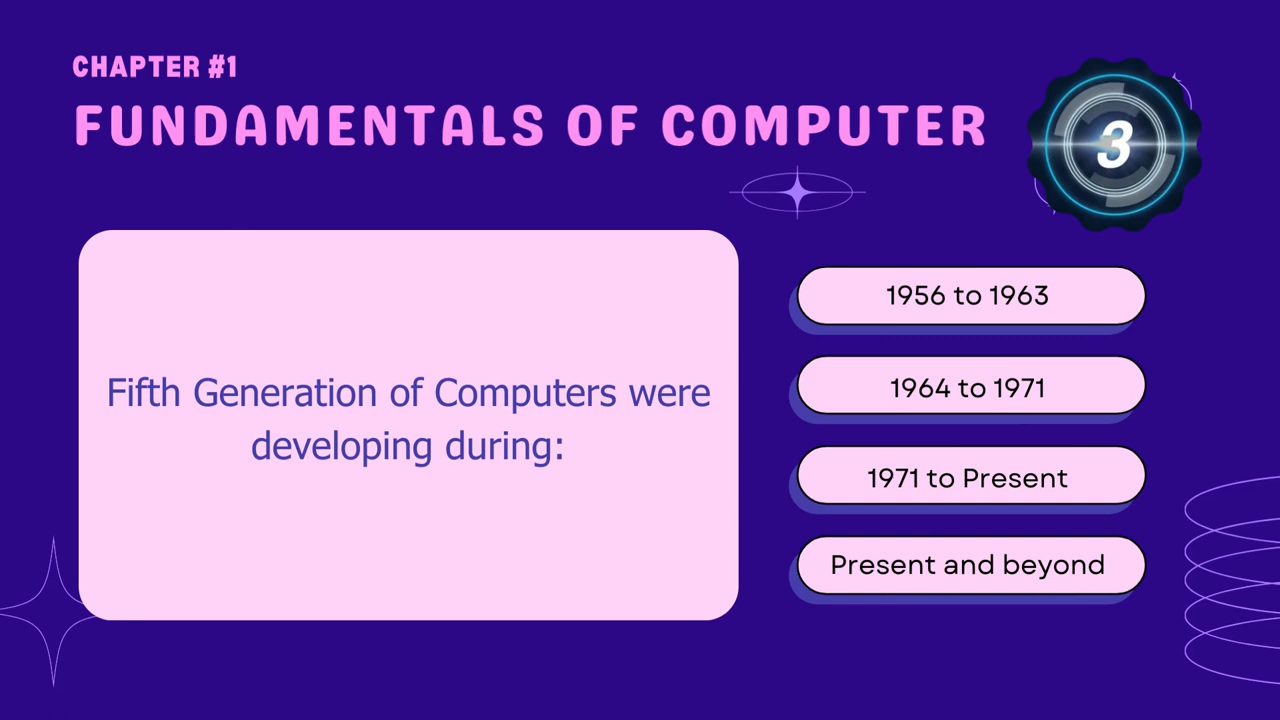 CHAPTER #1
FUNDAMENTALS OF COMPUTER
3
Fifth Generation of Computers were
developing during:
1956 to 1963
1964 to 1971
1971 to Present
Present and beyond